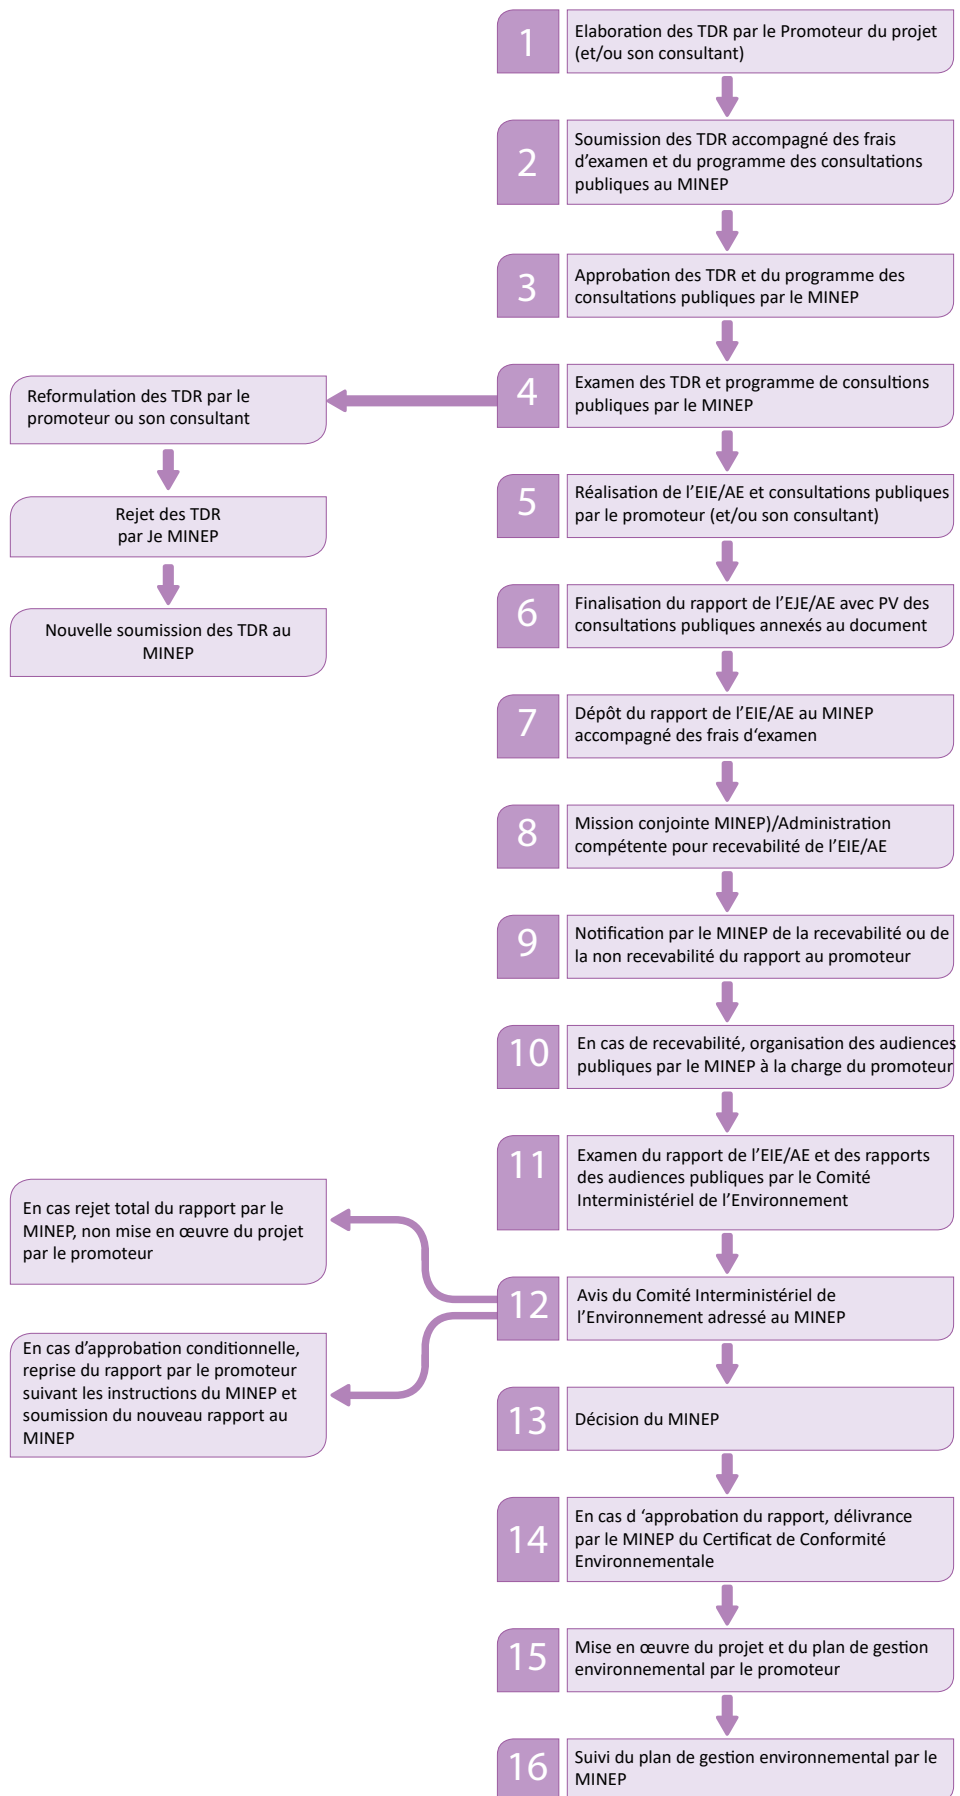 1
Elaboration des TDR par le Promoteur du projet
(et/ou son consultant)
2
Soumission des TDR accompagné des frais
d'examen et du programme des consultations
publiques au MINEP
3
Approbation des TDR et du programme des
consultations publiques par le MINEP
4
Examen des TDR et programme de consultions
publiques par le MINEP
Reformulation des TDR par le
promoteur ou son consultant
Rejet des TDR
par Je MINEP
Nouvelle soumission des TDR au
MINEP
5
Réalisation de l'EIE/AE et consultations publiques
par le promoteur (et/ou son consultant)
6
Finalisation du rapport de l'EJE/AE avec PV des
consultations publiques annexés au document
7
Dépôt du rapport de l'EIE/AE au MINEP
accompagné des frais d'examen
8
Mission conjointe MINEP)/Administration
compétente pour recevabilité de l'EIE/AE
9
Notification par le MINEP de la recevabilité ou de
la non recevabilité du rapport au promoteur
10
En cas de recevabilité, organisation des audiences
publiques par le MINEP à la charge du promoteur
11
Examen du rapport de l'EIE/AE et des rapports
des audiences publiques par le Comité
Interministériel de l'Environnement
12
Avis du Comité Interministériel de
l'Environnement adressé au MINEP
En cas rejet total du rapport par le
MINEP, non mise en œuvre du projet
par le promoteur
En cas d'approbation conditionnelle,
reprise du rapport par le promoteur
suivant les instructions du MINEP et
soumission du nouveau rapport au
MINEP
13
Décision du MINEP
14
En cas d 'approbation du rapport, délivrance
par le MINEP du Certificat de Conformité
Environnementale
15
Mise en œuvre du projet et du plan de gestion
environnemental par le promoteur
16
Suivi du plan de gestion environnemental par le
MINEP